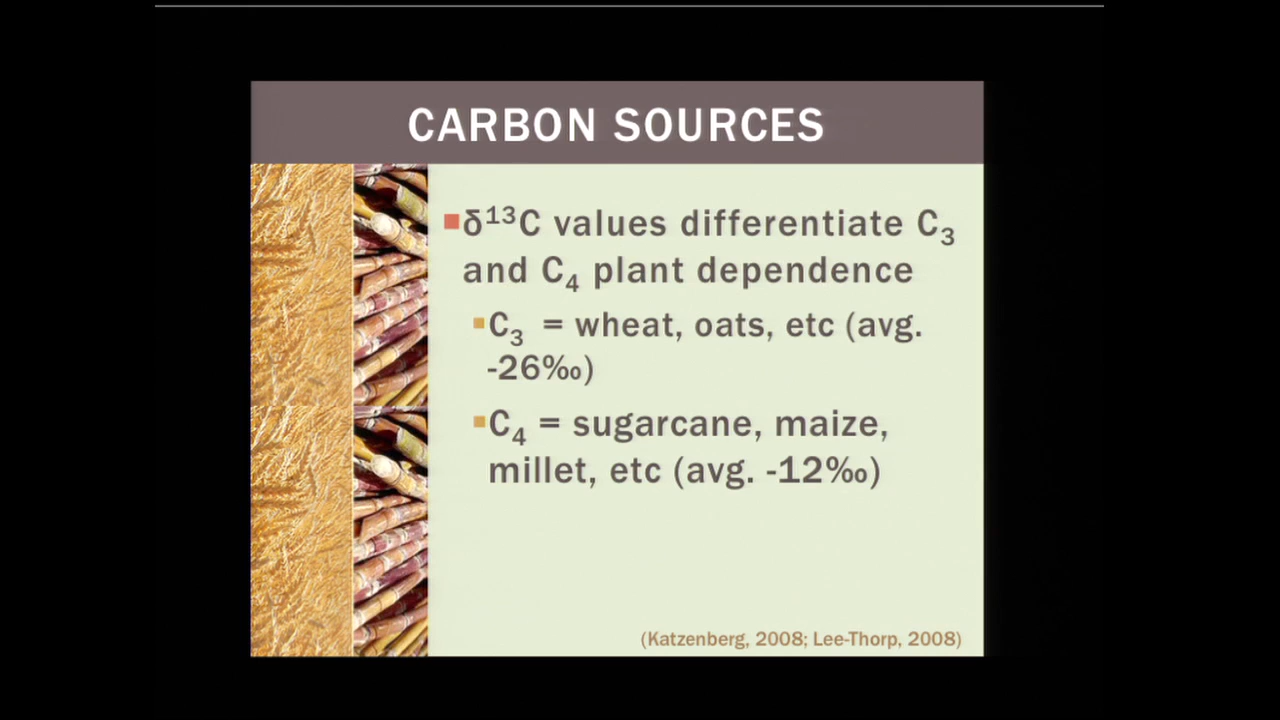 CARBON SOURCES
δ¹³C values differentiate C₃
and C₄ plant dependence
C₃ = wheat, oats, etc (avg.
-26‰)
C₄ = sugarcane, maize,
millet, etc (avg. -12‰)
(Katzenberg, 2008; Lee-Thorp, 2008)